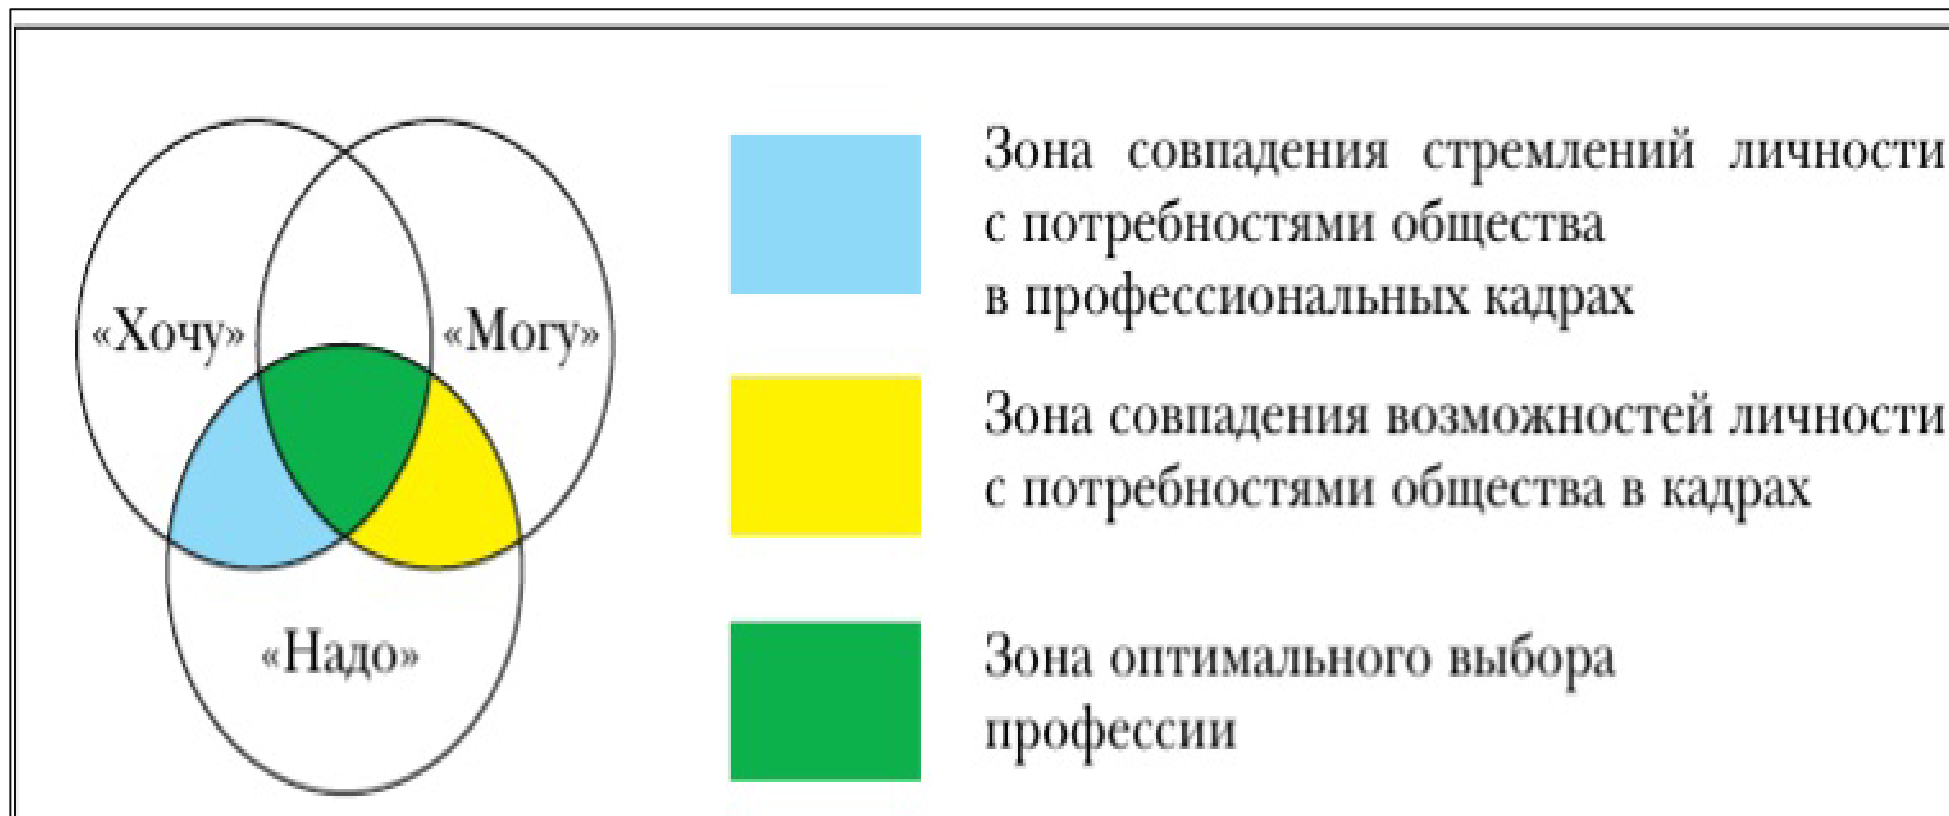 «Хочу»
«Могу»
«Надо»
Зона совпадения стремлений личности
с потребностями общества
в профессиональных кадрах
Зона совпадения возможностей личности
с потребностями общества в кадрах
Зона оптимального выбора
профессии